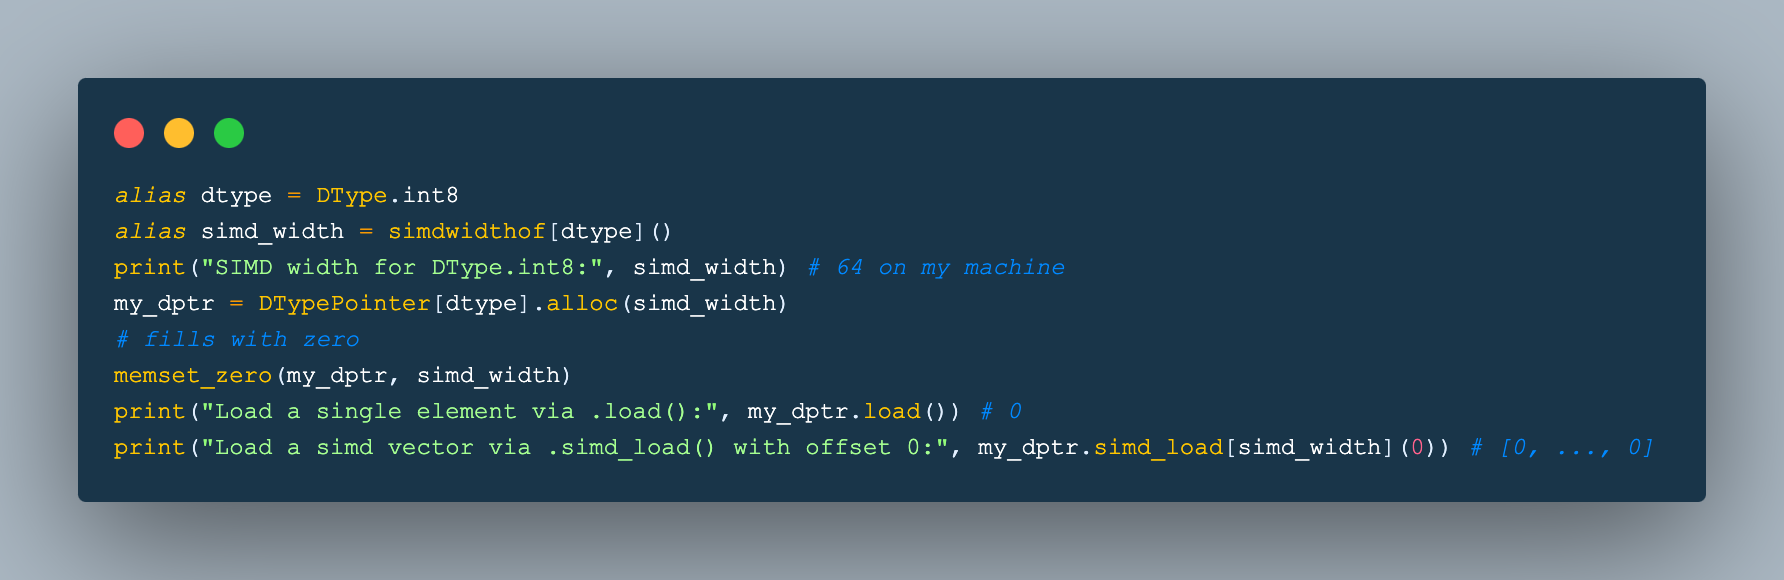 alias dtype = DType.int8
alias simd_width = simdwidthof[dtype]()
print("SIMD width for DType.int8:", simd_width) # 64 on my machine
my_dptr = DTypePointer[dtype].alloc(simd_width)
# fills with zero
memset_zero(my_dptr, simd_width)
print("Load a single element via .load():", my_dptr.load()) # 0
print("Load a simd vector via .simd_load() with offset 0:", my_dptr.simd_load[simd_width](0)) # [0, ..., 0]